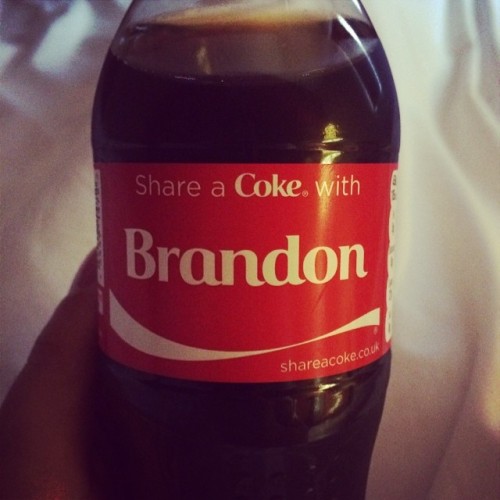 Share a Coke® with
Brandon
®
shareacoke.co.uk